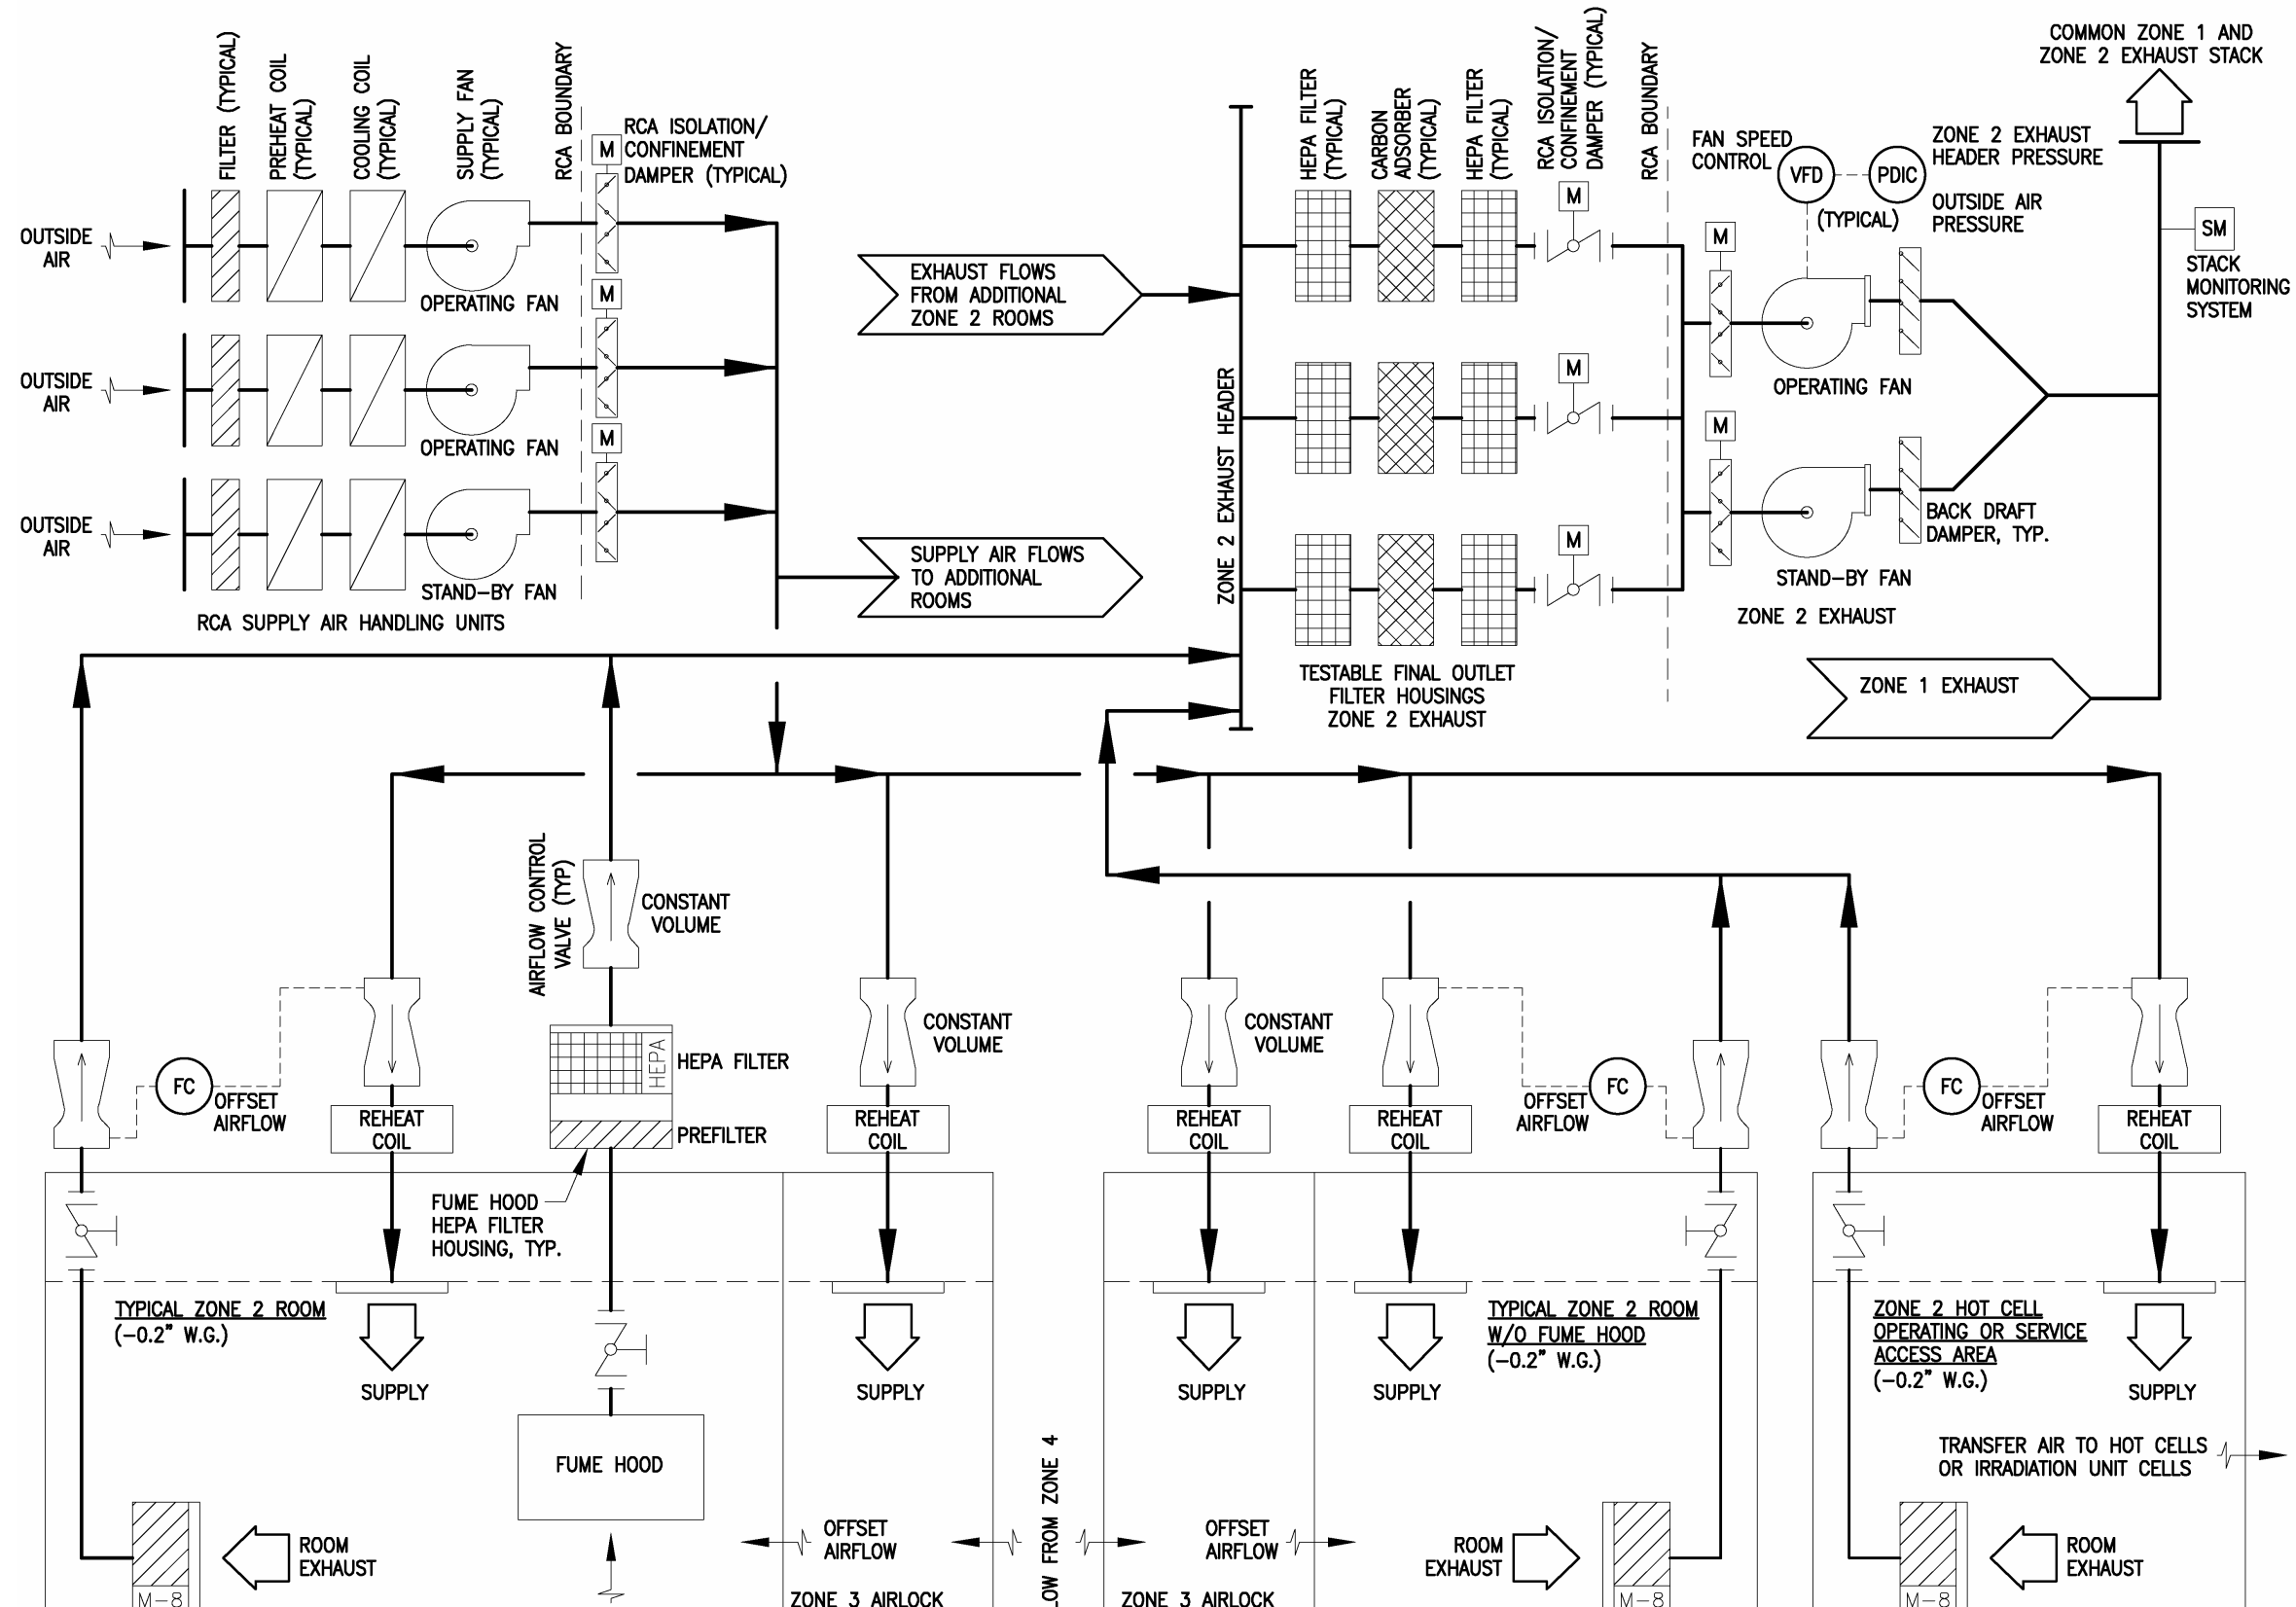 FILTER (TYPICAL)
PREHEAT COIL
(TYPICAL)
COOLING COIL
(TYPICAL)
SUPPLY FAN
(TYPICAL)
RCA BOUNDARY
M
RCA ISOLATION/
CONFINEMENT
DAMPER (TYPICAL)
OUTSIDE
AIR
OPERATING FAN
M
OUTSIDE
AIR
OPERATING FAN
M
OUTSIDE
AIR
STAND-BY FAN
RCA SUPPLY AIR HANDLING UNITS
EXHAUST FLOWS
FROM ADDITIONAL
ZONE 2 ROOMS
SUPPLY AIR FLOWS
TO ADDITIONAL
ROOMS
ZONE 2 EXHAUST HEADER
HEPA FILTER
(TYPICAL)
CARBON
ADSORBER
(TYPICAL)
HEPA FILTER
(TYPICAL)
RCA ISOLATION/
CONFINEMENT
DAMPER (TYPICAL)
RCA BOUNDARY
M
M
M
TESTABLE FINAL OUTLET
FILTER HOUSINGS
ZONE 2 EXHAUST
FAN SPEED
CONTROL
VFD
PDIC
(TYPICAL)
ZONE 2 EXHAUST
HEADER PRESSURE
OUTSIDE AIR
PRESSURE
M
OPERATING FAN
M
STAND-BY FAN
BACK DRAFT
DAMPER, TYP.
ZONE 2 EXHAUST
COMMON ZONE 1 AND
ZONE 2 EXHAUST STACK
SM
STACK
MONITORING
SYSTEM
ZONE 1 EXHAUST
AIRFLOW CONTROL
VALVE (TYP)
CONSTANT
VOLUME
CONSTANT
VOLUME
CONSTANT
VOLUME
FC
OFFSET
AIRFLOW
REHEAT
COIL
HEPA
HEPA FILTER
PREFILTER
REHEAT
COIL
REHEAT
COIL
REHEAT
COIL
OFFSET
AIRFLOW
FC
FC
OFFSET
AIRFLOW
REHEAT
COIL
FUME HOOD
HEPA FILTER
HOUSING, TYP.
TYPICAL ZONE 2 ROOM
(-0.2" W.G.)
SUPPLY
SUPPLY
SUPPLY
SUPPLY
TYPICAL ZONE 2 ROOM
W/O FUME HOOD
(-0.2" W.G.)
ZONE 2 HOT CELL
OPERATING OR SERVICE
ACCESS AREA
(-0.2" W.G.)
SUPPLY
FUME HOOD
TRANSFER AIR TO HOT CELLS
OR IRRADIATION UNIT CELLS
M-8
ROOM
EXHAUST
OFFSET
AIRFLOW
ZONE 3 AIRLOCK
FROM ZONE 4
OFFSET
AIRFLOW
ZONE 3 AIRLOCK
ROOM
EXHAUST
M-8
M-8
ROOM
EXHAUST